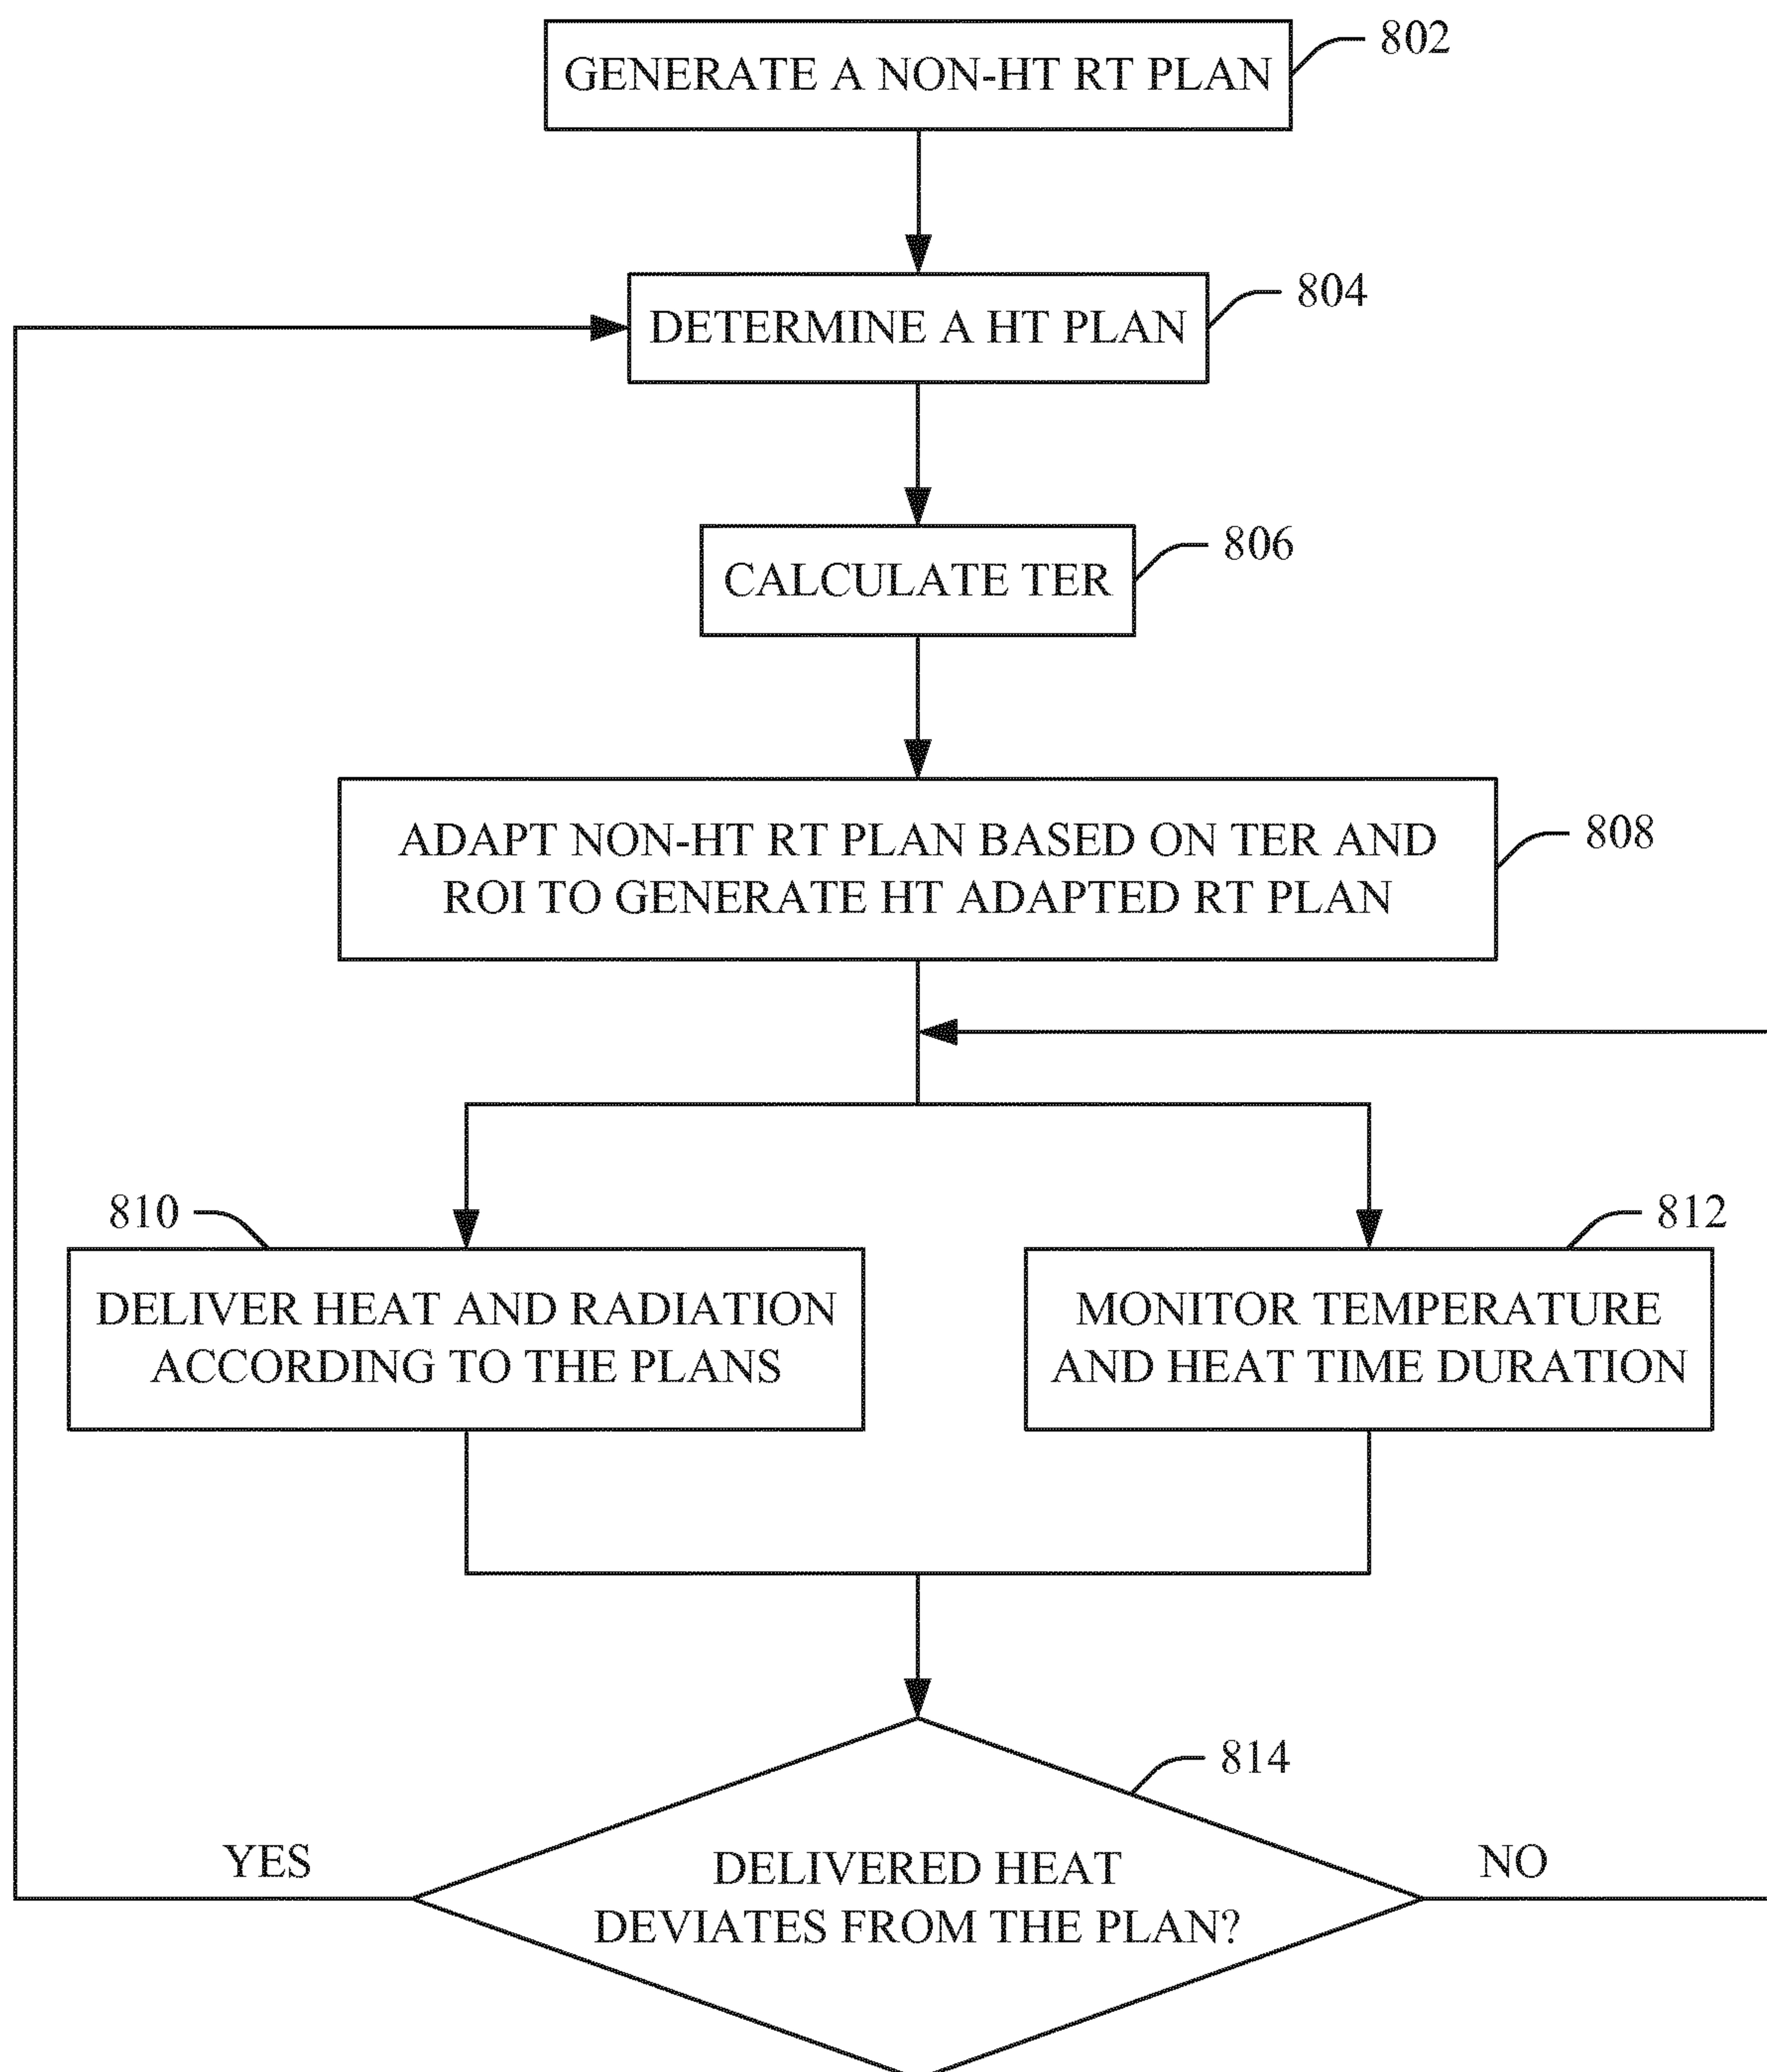 802
GENERATE A NON-HT RT PLAN
804
DETERMINE A HT PLAN
806
CALCULATE TER
808
ADAPT NON-HT RT PLAN BASED ON TER AND
ROI TO GENERATE HT ADAPTED RT PLAN
810
DELIVER HEAT AND RADIATION
ACCORDING TO THE PLANS
812
MONITOR TEMPERATURE
AND HEAT TIME DURATION
814
YES
DELIVERED HEAT
DEVIATES FROM THE PLAN?
NO